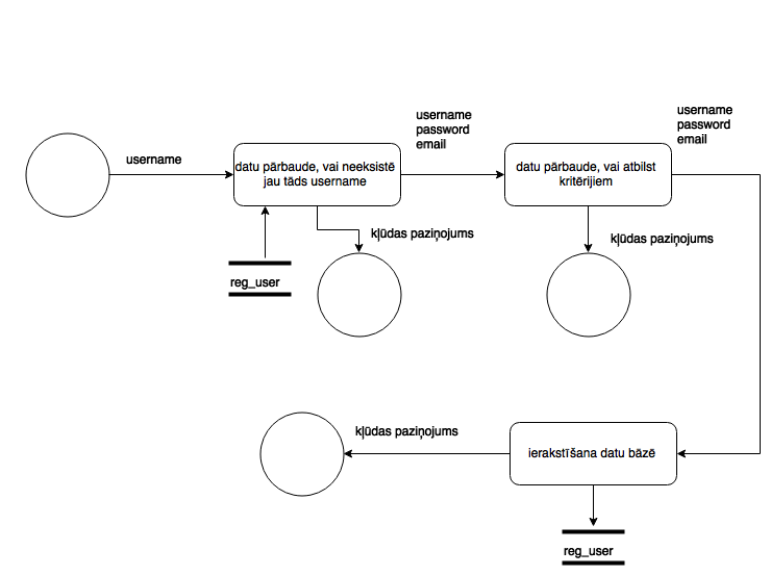 username
datu pārbaude, vai neeksistē
jau tāds username
username
password
email
datu pārbaude, vai atbilst
kritērijiem
username
password
email
reg_user
kļūdas paziņojums
kļūdas paziņojums
kļūdas paziņojums
ierakstīšana datu bāzē
reg_user